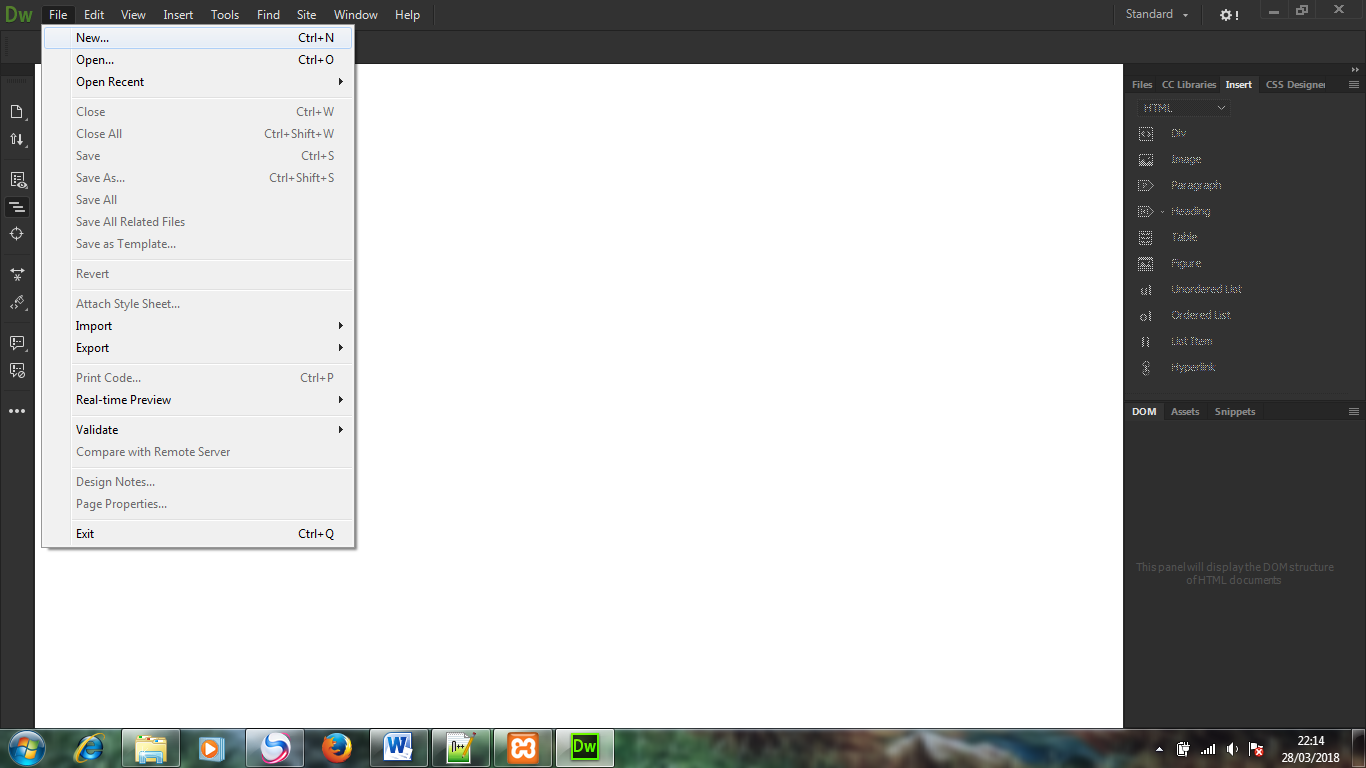 Dw File Edit View Insert Tools Find Site Window Help Standard !
New... Ctrl+N
Open... Ctrl+O
Open Recent
Close Ctrl+W
Close All Ctrl+Shift+W
Save Ctrl+S
Save As... Ctrl+Shift+S
Save All
Save All Related Files
Save as Template...
Revert
Attach Style Sheet...
Import
Export
Print Code... Ctrl+P
Real-time Preview
Validate
Compare with Remote Server
Design Notes...
Page Properties...
Exit Ctrl+Q
Files CC Libraries Insert CSS Designer
HTML
Div
Image
Paragraph
Heading
Table
Figure
ul Unordered List
ol Ordered List
li List Item
Hyperlink
DOM Assets Snippets
This panel will display the DOM structure
of HTML documents
W Dw
22:14
28/03/2018